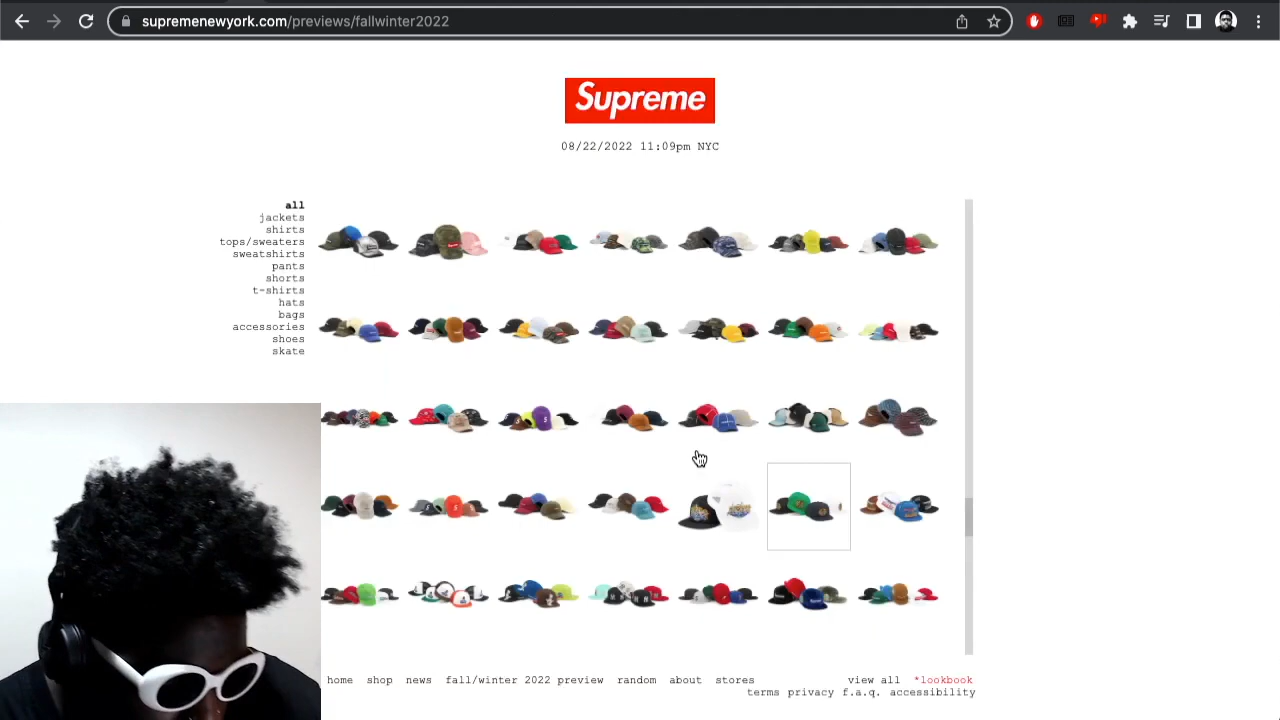 supremenewyork.com/previews/fallwinter2022
Supreme
08/22/2022 11:09pm NYC
all
jackets
shirts
tops/sweaters
sweatshirts
pants
shorts
t-shirts
hats
bags
accessories
shoes
skate
home shop news fall/winter 2022 preview random about stores view all *lookbook
terms privacy f.a.q. accessibility